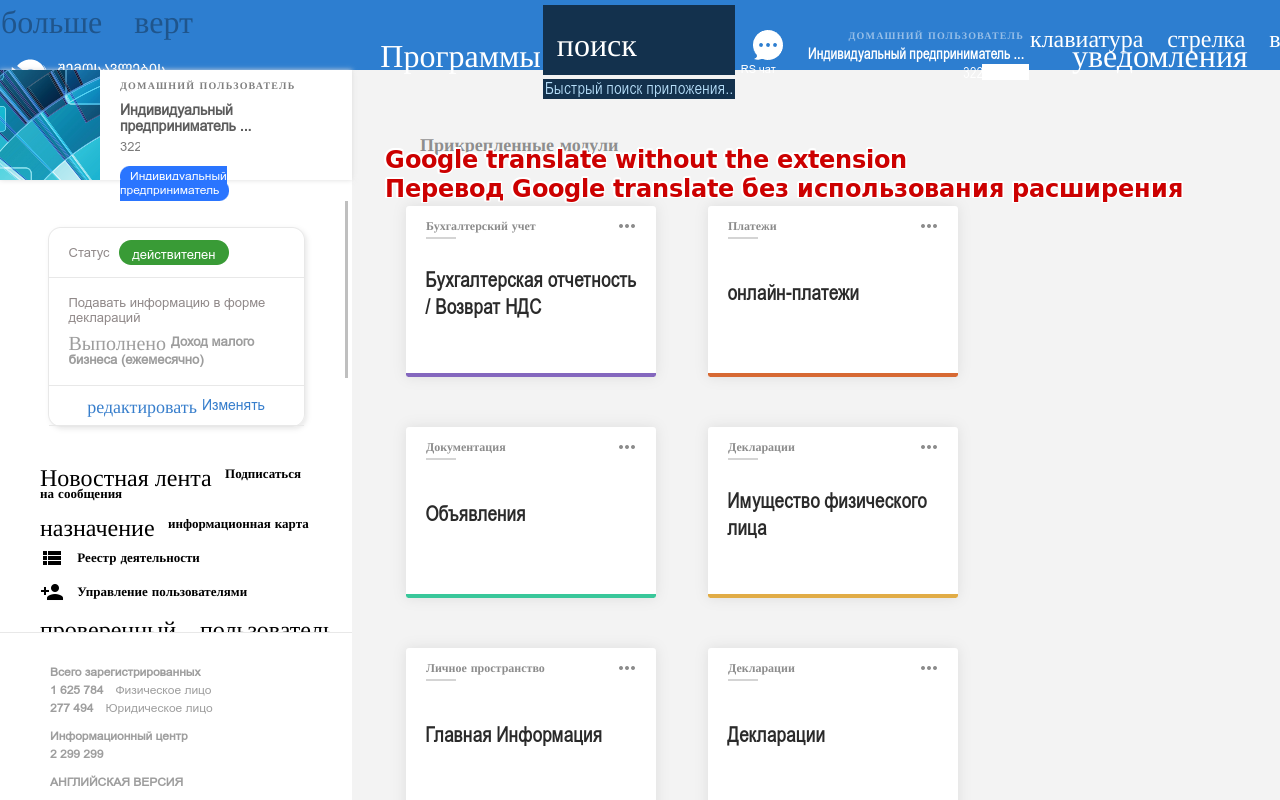 больше верт
Программы
поиск
Быстрый поиск приложения..
ДОМАШНИЙ ПОЛЬЗОВАТЕЛЬ
Индивидуальный предприниматель ...
322
клавиатура стрелка в
уведомления
ДОМАШНИЙ ПОЛЬЗОВАТЕЛЬ
Индивидуальный
предприниматель ...
322
Индивидуальный
предприниматель
Прикрепленные модули
Google translate without the extension
Перевод Google translate без использования расширения
Статус действителен
Подавать информацию в форме
деклараций
Выполнено Доход малого
бизнеса (ежемесячно)
редактировать Изменять
Новостная лента Подписаться
на сообщения
назначение информационная карта
Реестр деятельности
Управление пользователями
проверенный пользователь
Всего зарегистрированных
1 625 784 Физическое лицо
277 494 Юридическое лицо
Информационный центр
2 299 299
АНГЛИЙСКАЯ ВЕРСИЯ
Бухгалтерский учет
Бухгалтерская отчетность
/ Возврат НДС
Платежи
онлайн-платежи
Документация
Объявления
Декларации
Имущество физического
лица
Личное пространство
Главная Информация
Декларации
Декларации